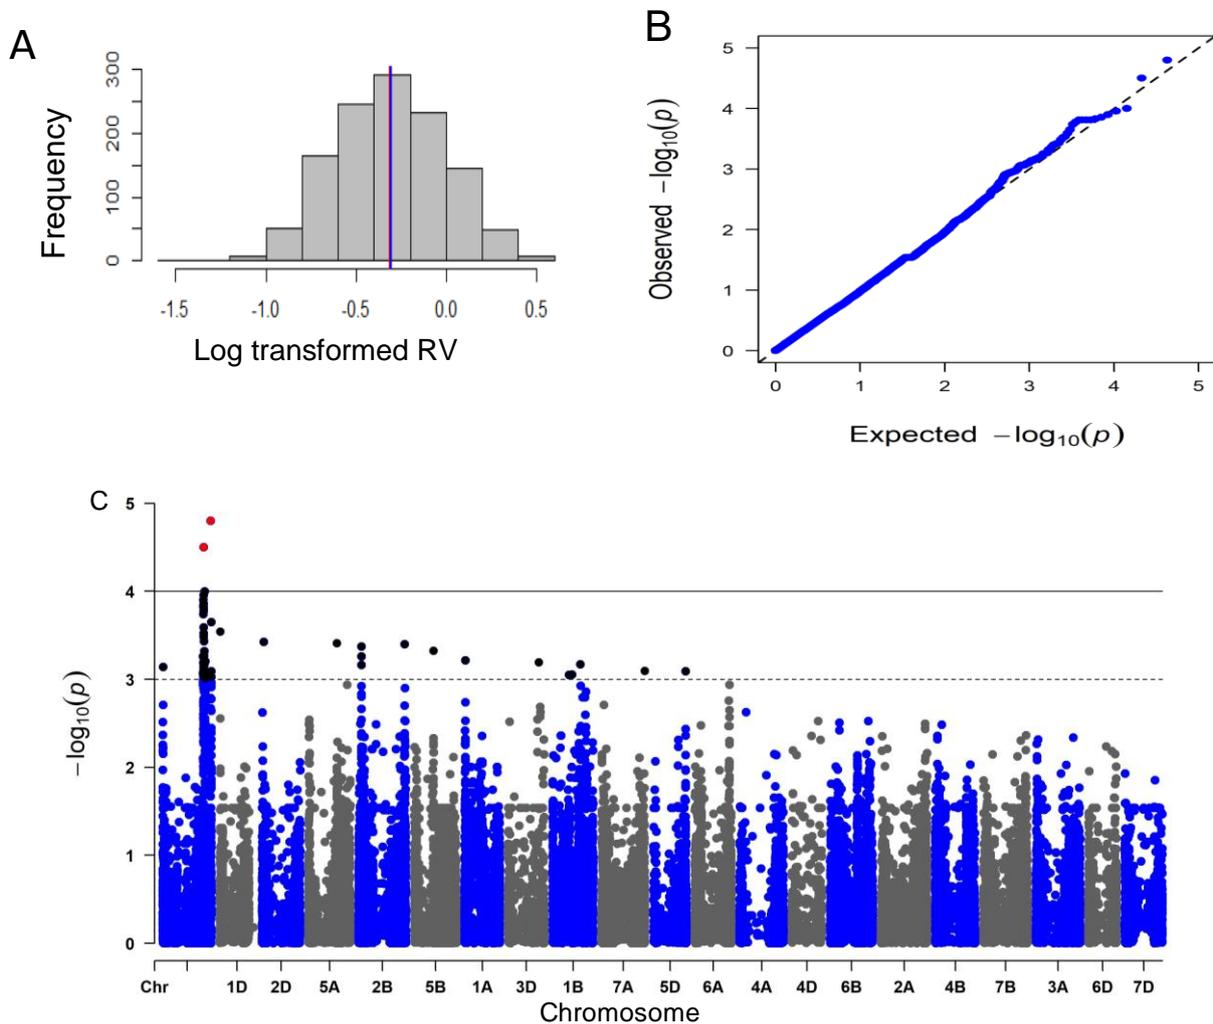 A
Frequency
0
100
200
300
-1.5 -1.0 -0.5 0.0 0.5
Log transformed RV
B
Observed −log10(p)
5
4
3
2
1
0
0 1 2 3 4 5
Expected −log10(p)
C
−log10(p)
5
4
3
2
1
0
Chr 1D 2D 5A 2B 5B 1A 3D 1B 7A 5D 6A 4A 4D 6B 2A 4B 7B 3A 6D 7D
Chromosome